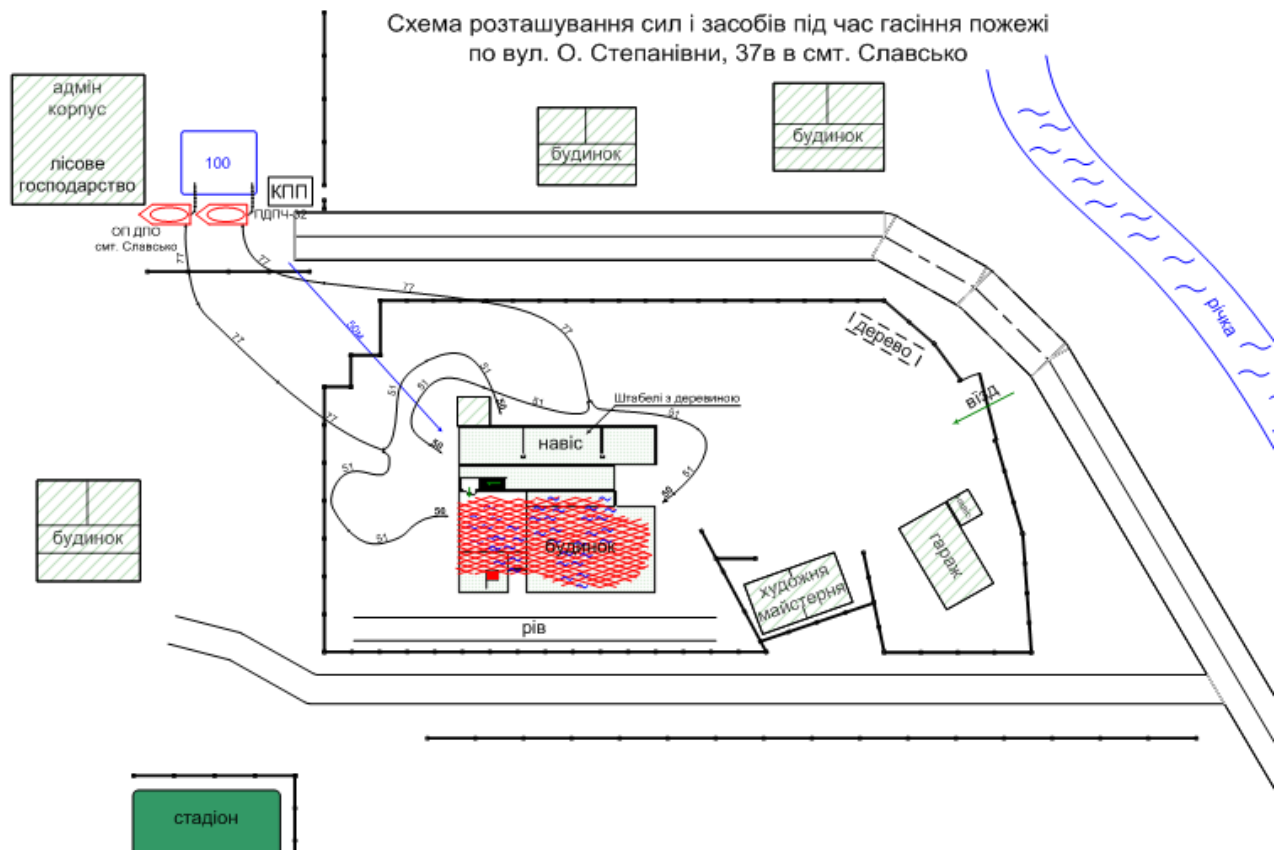 Схема розташування сил і засобів під час гасіння пожежі
по вул. О. Степанівни, 37в в смт. Славсько
адмін
корпус
лісове
господарство
100
КПП
ПДПЧ-32
ОП ДПО
смт. Славсько
будинок
будинок
річка
77
77
77
77
77
77
50м
дерево
в'їзд
51
51
51
51
51
51
51
51
50
50
50
50
Штабелі з деревиною
навіс
будинок
будинок
гараж
навіс
художня
майстерня
рів
стадіон